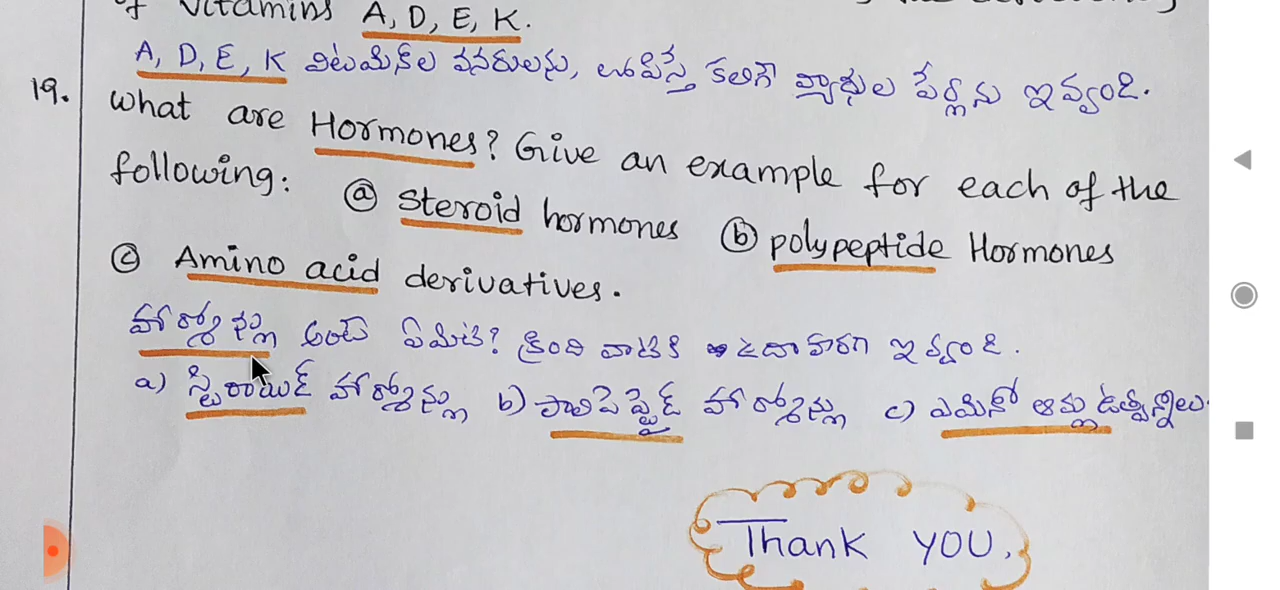 of vitamins A, D, E, K.
A, D, E, K విటమిన్‌ల వనరులను, లోపిస్తే కలిగే వ్యాధుల పేర్లను ఇవ్వండి.
19. What are Hormones? Give an example for each of the
following: ⓐ Steroid hormones ⓑ polypeptide Hormones
ⓒ Amino acid derivatives.
హార్మోన్లు అంటే ఏమిటి? క్రింది వాటికి ఉదాహరణ ఇవ్వండి.
a) స్టిరాయిడ్ హార్మోన్లు b) పాలిపెప్టైడ్ హార్మోన్లు c) ఎమినో ఆమ్ల ఉత్పన్నాలు.
Thank YOU.